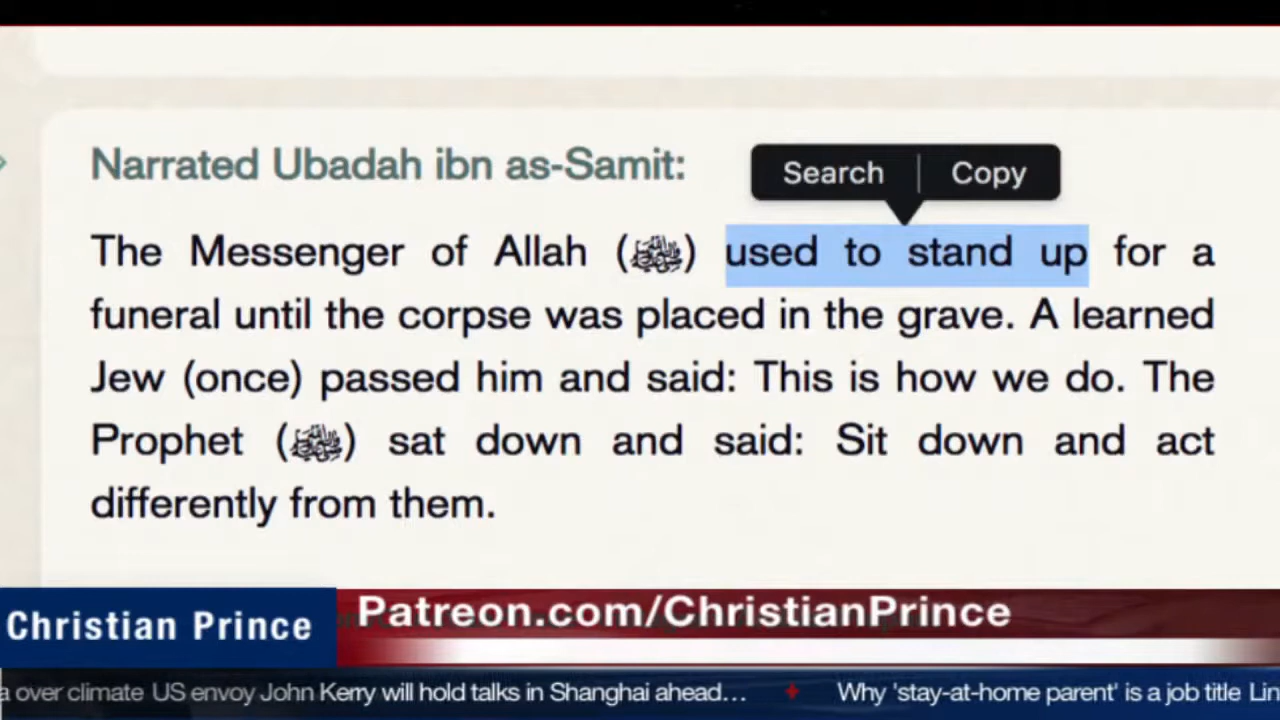 Narrated Ubadah ibn as-Samit:
Search Copy
The Messenger of Allah (ﷺ) used to stand up for a
funeral until the corpse was placed in the grave. A learned
Jew (once) passed him and said: This is how we do. The
Prophet (ﷺ) sat down and said: Sit down and act
differently from them.
Christian Prince
Patreon.com/ChristianPrince
a over climate US envoy John Kerry will hold talks in Shanghai ahead... Why 'stay-at-home parent' is a job title Lin